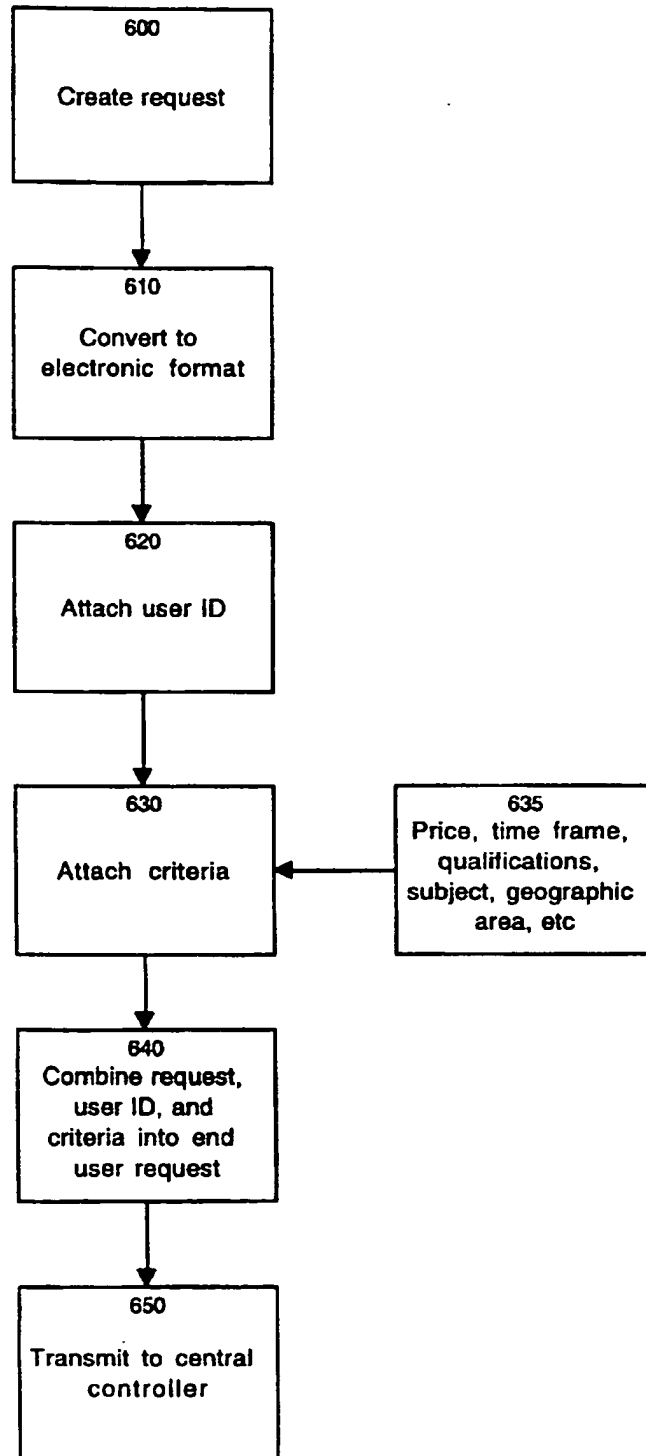 600
Create request
610
Convert to
electronic format
620
Attach user ID
630
Attach criteria
635
Price, time frame,
qualifications,
subject, geographic
area, etc
640
Combine request,
user ID, and
criteria into end
user request
650
Transmit to central
controller